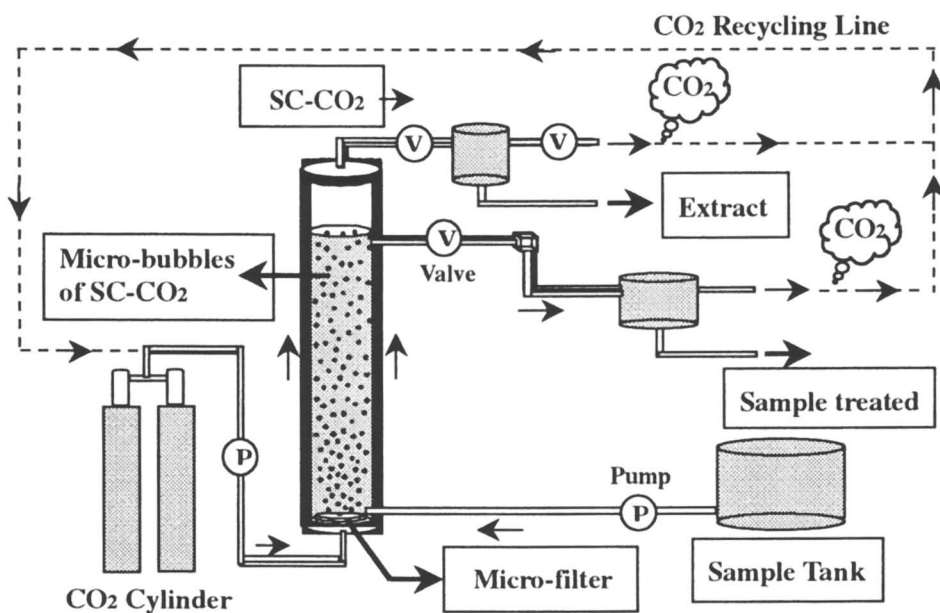 CO2 Recycling Line
SC-CO2
CO2
V
V
Extract
CO2
Micro-bubbles
of SC-CO2
V
Valve
Sample treated
P
Pump
P
Micro-filter
Sample Tank
CO2 Cylinder